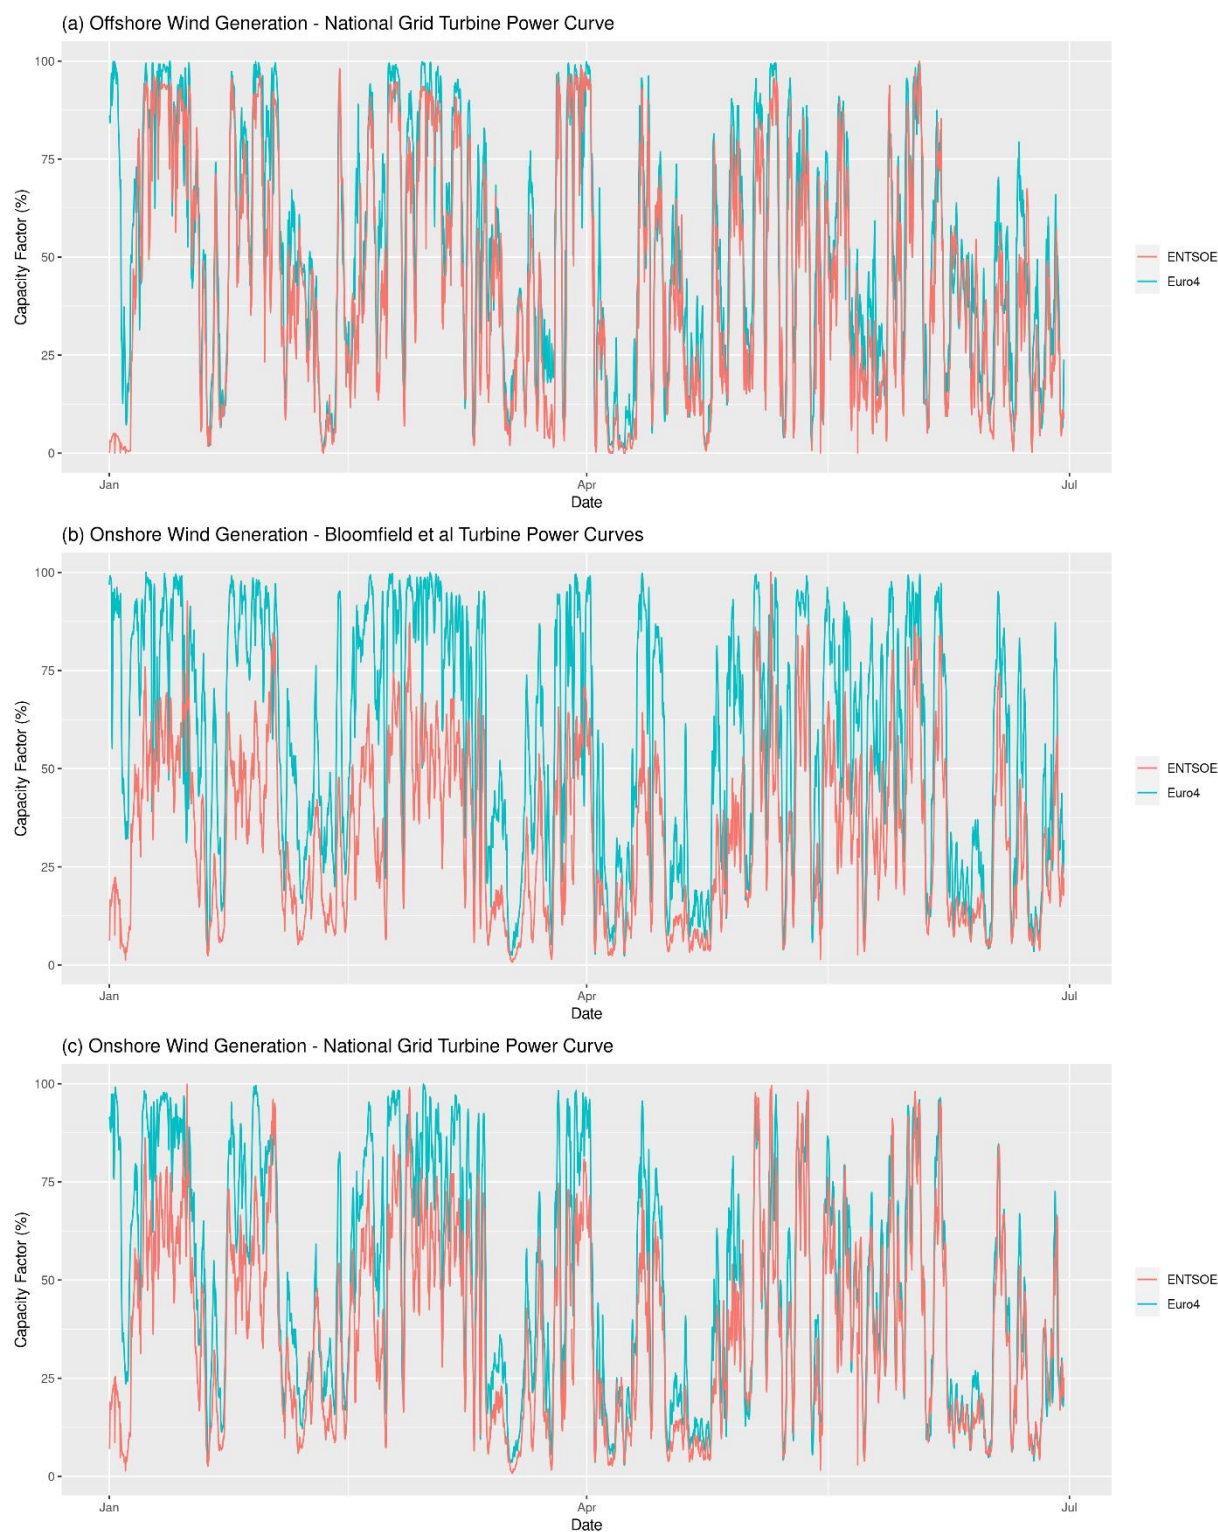 (a) Offshore Wind Generation - National Grid Turbine Power Curve
100
75
50
25
0
Capacity Factor (%)
Jan
Apr
Jul
Date
ENTSOE
Euro4
(b) Onshore Wind Generation - Bloomfield et al Turbine Power Curves
100
75
50
25
0
Capacity Factor (%)
Jan
Apr
Jul
Date
ENTSOE
Euro4
(c) Onshore Wind Generation - National Grid Turbine Power Curve
100
75
50
25
0
Capacity Factor (%)
Jan
Apr
Jul
Date
ENTSOE
Euro4